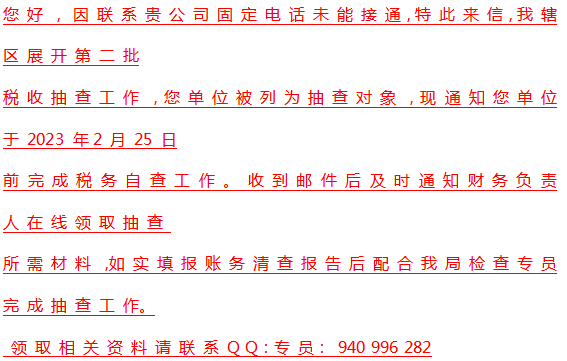 您好，因联系贵公司固定电话未能接通,特此来信,我辖
区展开第二批
税收抽查工作,您单位被列为抽查对象,现通知您单位
于 2023 年2 月 25 日
前完成税务自查工作。收到邮件后及时通知财务负责
人在线领取抽查
所需材料,如实填报账务清查报告后配合我局检查专员
完成抽查工作。
领取相关资料请联系QQ:专员: 940 996 282